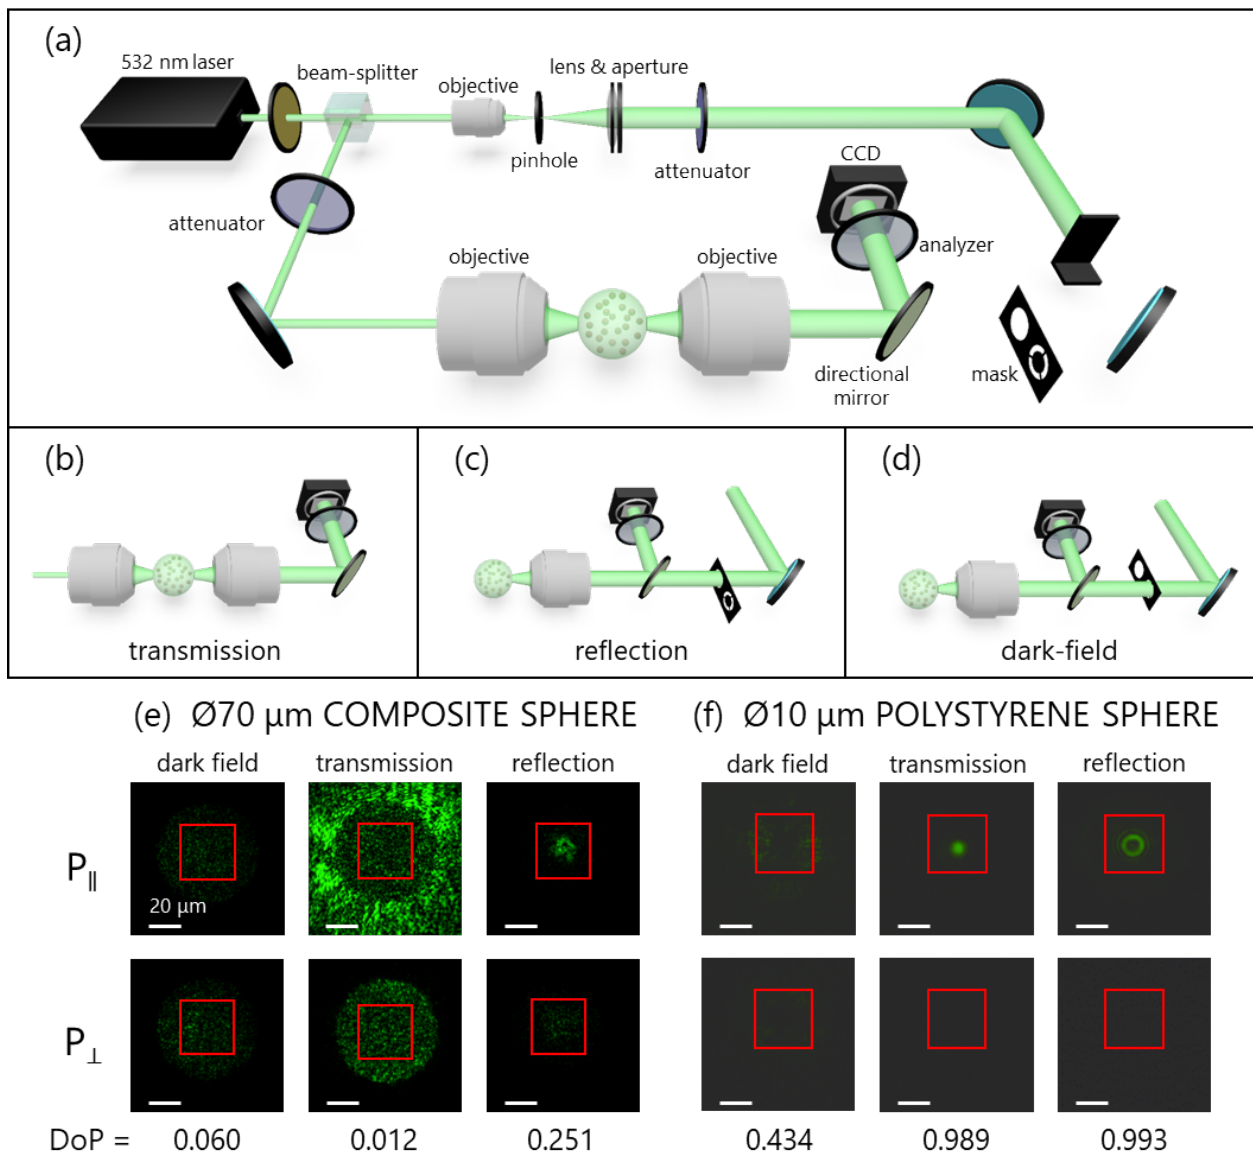 (a)
532 nm laser
beam-splitter
objective
lens & aperture
pinhole
attenuator
CCD
attenuator
analyzer
objective
objective
directional
mirror
mask
(b)
transmission
(c)
reflection
(d)
dark-field
(e) Ø70 µm COMPOSITE SPHERE
dark field transmission reflection
(f) Ø10 µm POLYSTYRENE SPHERE
dark field transmission reflection
P∥
20 µm
P⊥
DoP = 0.060 0.012 0.251 0.434 0.989 0.993